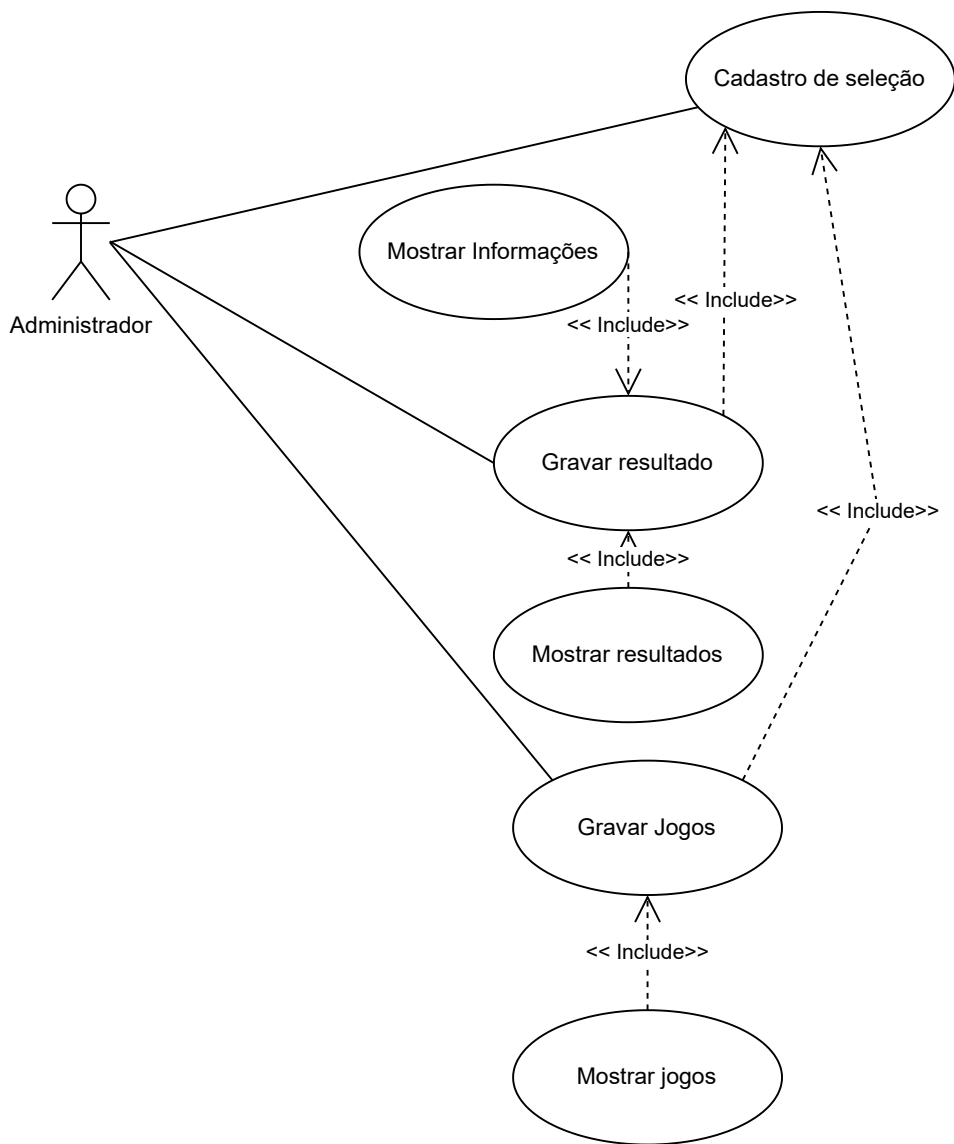 Cadastro de seleção
Mostrar Informações
<< Include>>
<< Include>>
Administrador
Gravar resultado
<< Include>>
<< Include>>
Mostrar resultados
Gravar Jogos
<< Include>>
Mostrar jogos